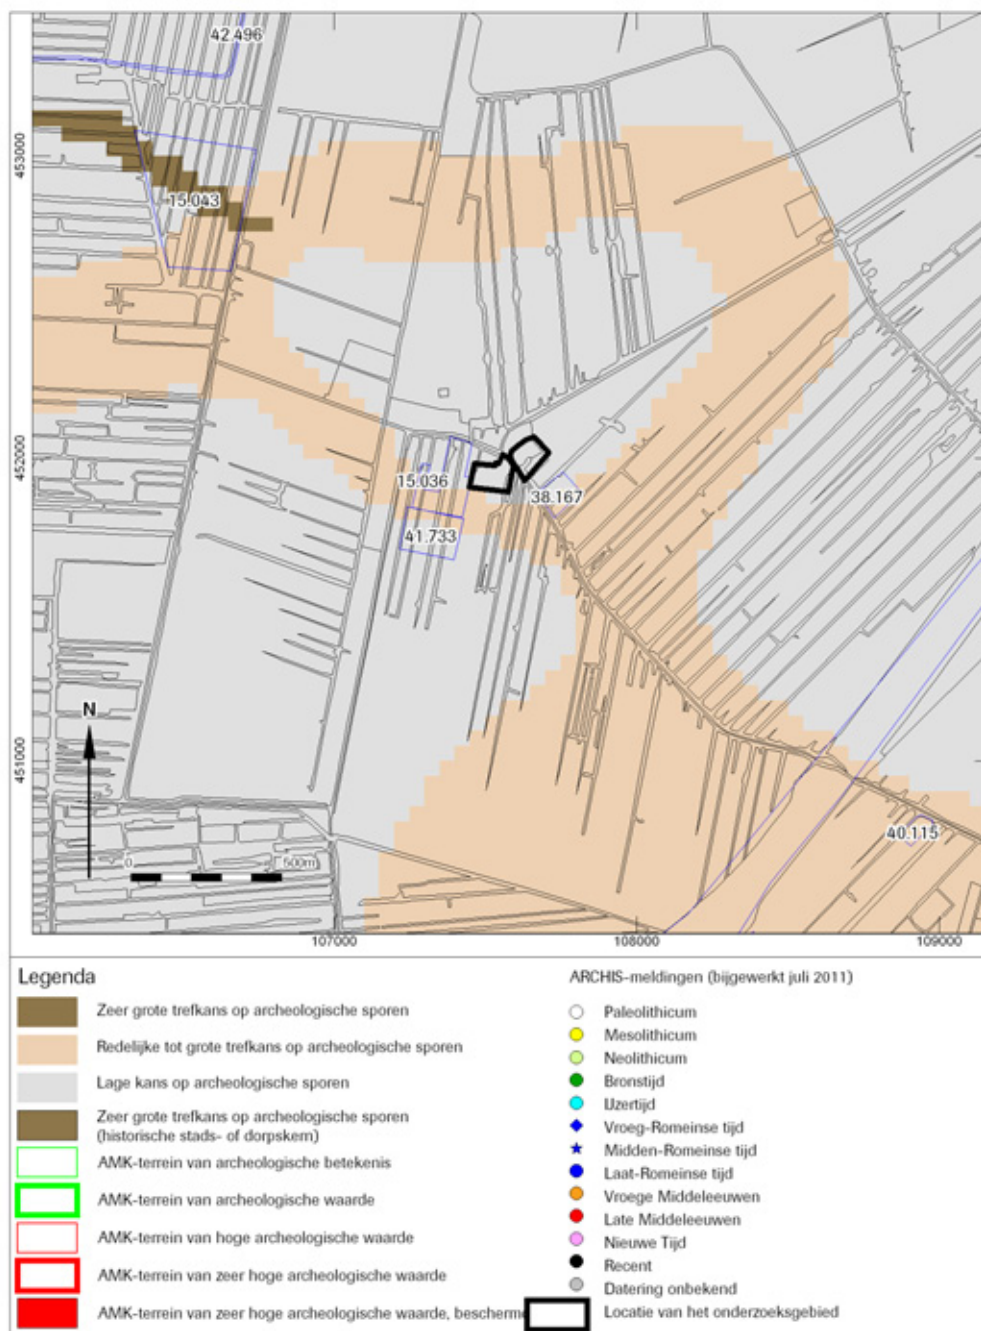 42.496
453000
15.043
452000
15.036
38.167
41.733
N
451000
0 500m
40.115
107000 108000 109000
Legenda
Zeer grote trefkans op archeologische sporen
Redelijke tot grote trefkans op archeologische sporen
Lage kans op archeologische sporen
Zeer grote trefkans op archeologische sporen
(historische stads- of dorpskern)
AMK-terrein van archeologische betekenis
AMK-terrein van archeologische waarde
AMK-terrein van hoge archeologische waarde
AMK-terrein van zeer hoge archeologische waarde
AMK-terrein van zeer hoge archeologische waarde, bescherm
ARCHIS-meldingen (bijgewerkt juli 2011)
Paleolithicum
Mesolithicum
Neolithicum
Bronstijd
IJzertijd
Vroeg-Romeinse tijd
Midden-Romeinse tijd
Laat-Romeinse tijd
Vroege Middeleeuwen
Late Middeleeuwen
Nieuwe Tijd
Recent
Datering onbekend
Locatie van het onderzoeksgebied